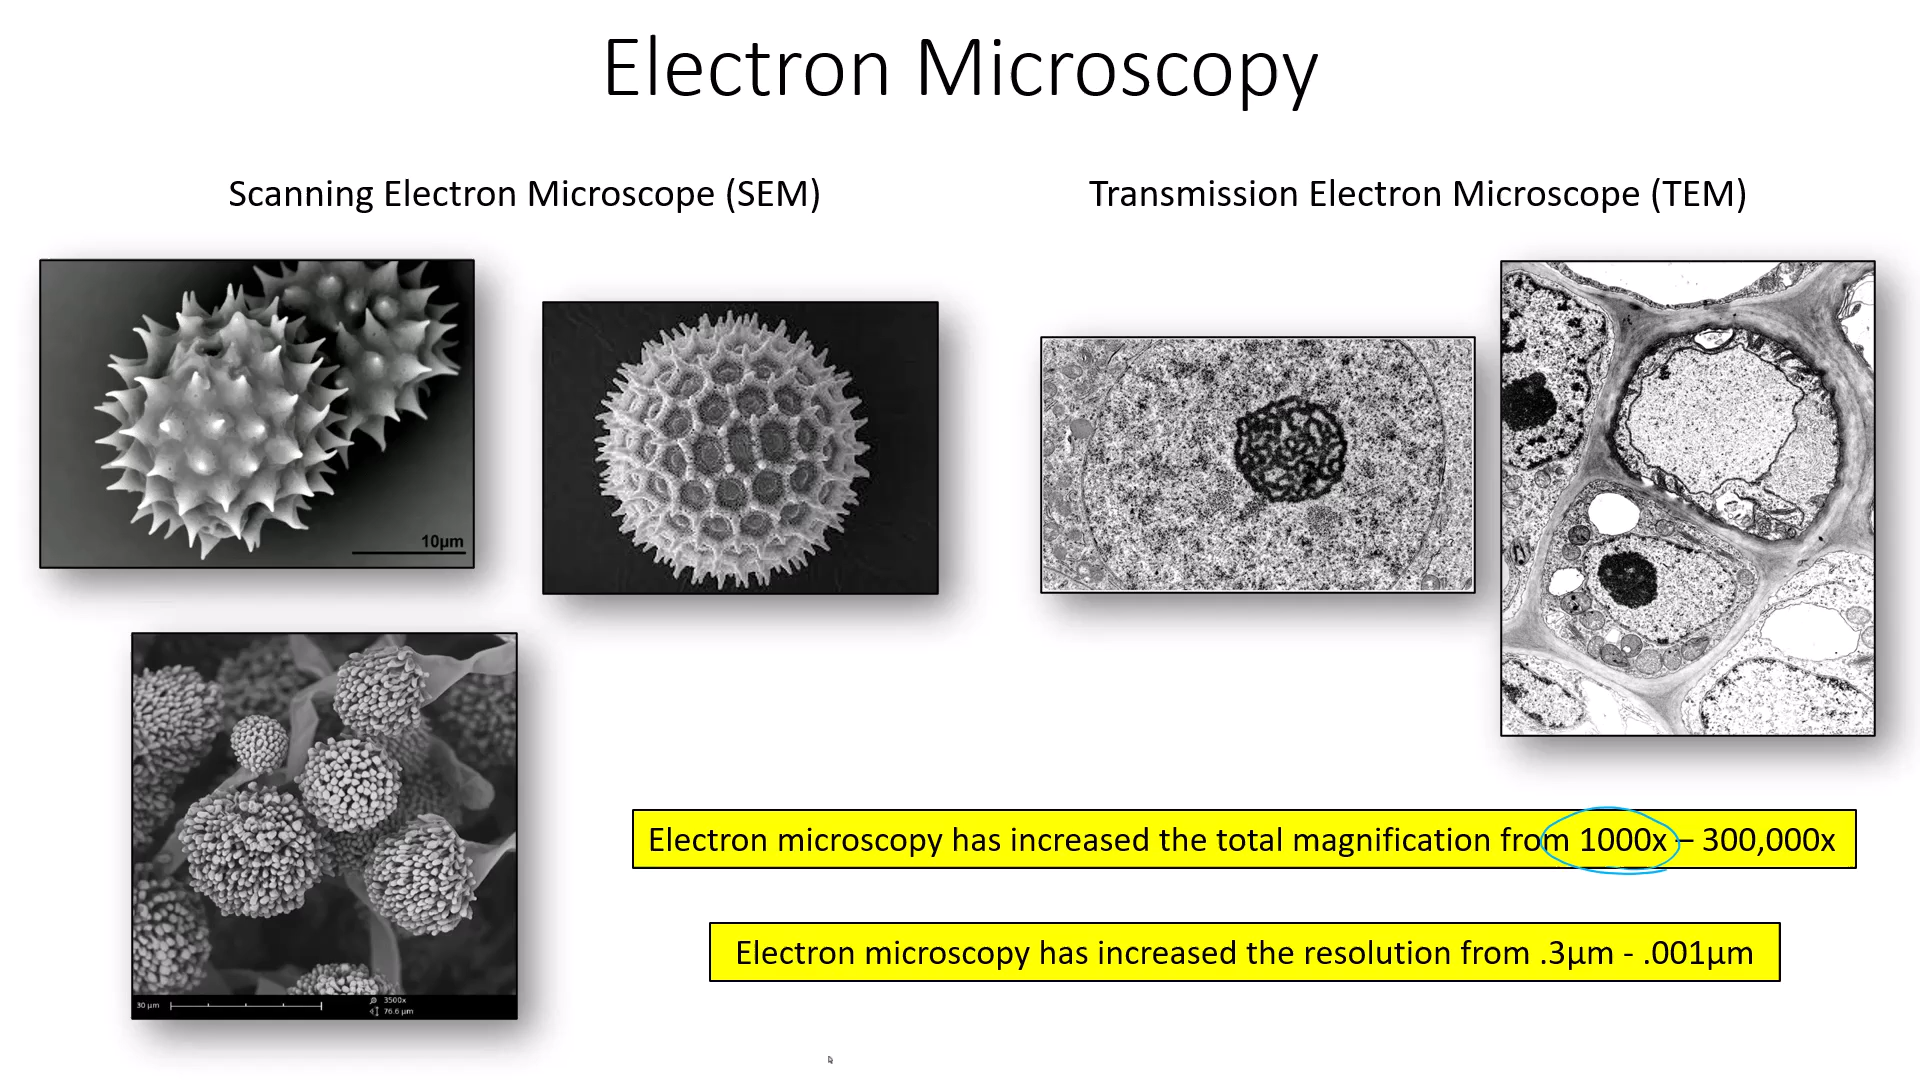 Electron Microscopy
Scanning Electron Microscope (SEM)
Transmission Electron Microscope (TEM)
10µm
30 µm
3500x
76.6 µm
Electron microscopy has increased the total magnification from 1000x – 300,000x
Electron microscopy has increased the resolution from .3µm - .001µm